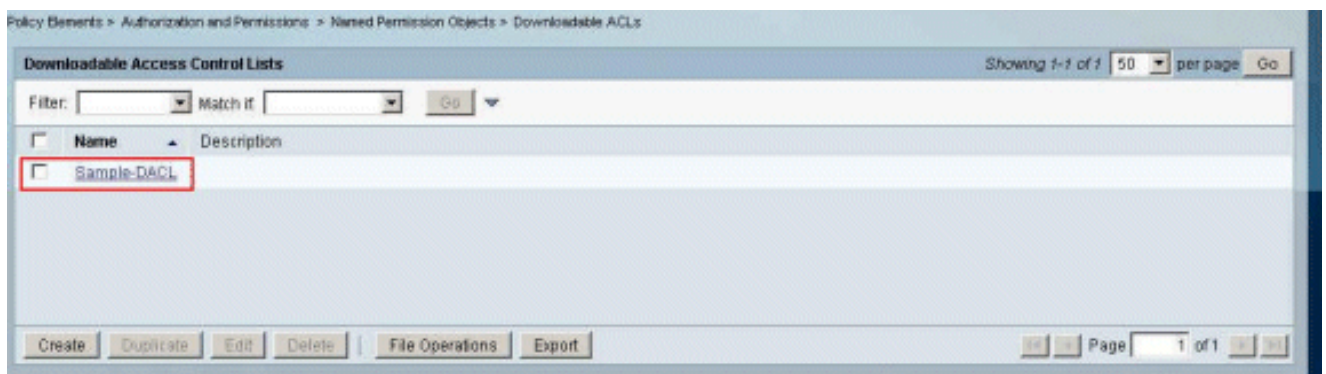 Policy Elements > Authorization and Permissions > Named Permission Objects > Downloadable ACLs
Downloadable Access Control Lists Showing 1-1 of 1 50 per page Go
Filter: Match if: Go
Name Description
Sample-DACL
Create Duplicate Edit Delete | File Operations Export Page 1 of 1